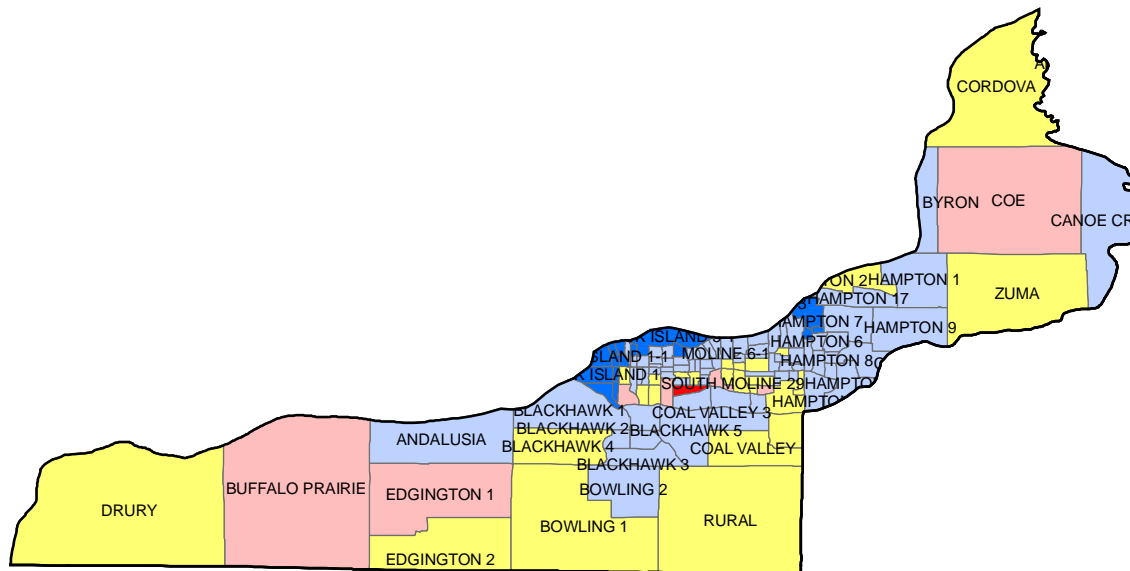 CORDOVA
BYRON
COE
CANOE CR
HAMPTON 1
ZUMA
HAMPTON 17
HAMPTON 9
HAMPTON 6
MOLINE 6-1
HAMPTON 8
SOUTH MOLINE 29
BLACKHAWK 1
COAL VALLEY 3
BLACKHAWK 2
BLACKHAWK 5
ANDALUSIA
BLACKHAWK 4
COAL VALLEY
BLACKHAWK 3
BUFFALO PRAIRIE
EDGINGTON 1
BOWLING 2
DRURY
BOWLING 1
RURAL
EDGINGTON 2